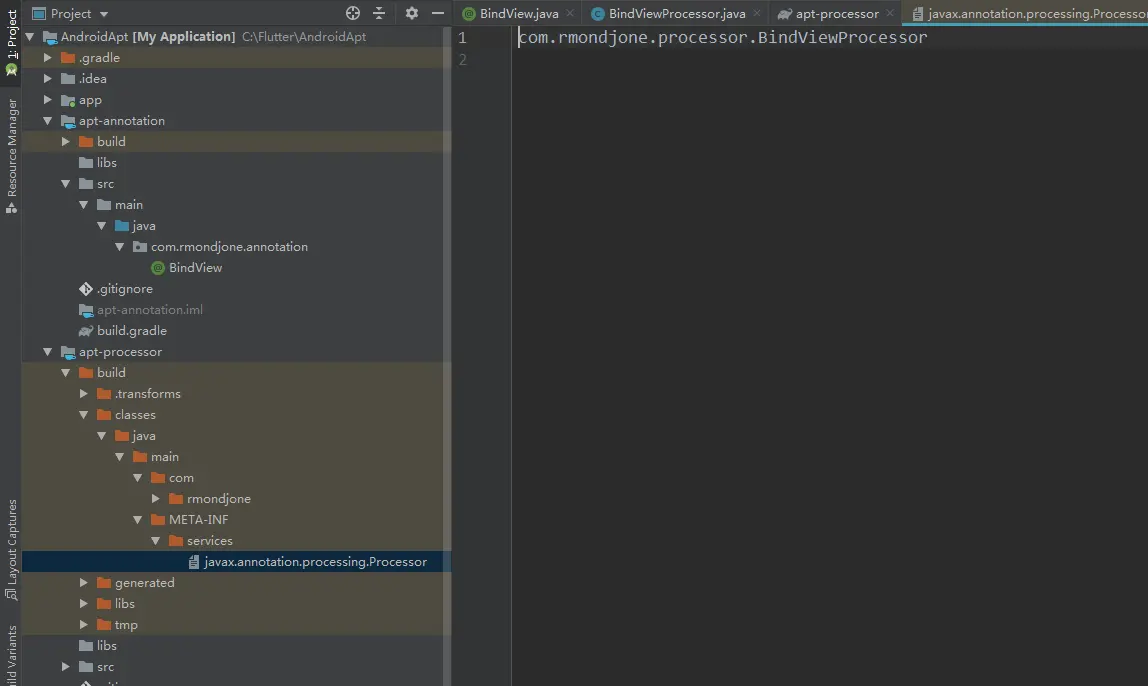 Project
BindView.java
BindViewProcessor.java
apt-processor
javax.annotation.processing.Processo
1: Project
Resource Manager
Layout Captures
ild Variants
AndroidApt [My Application] C:\Flutter\AndroidApt
.gradle
.idea
app
apt-annotation
build
libs
src
main
java
com.rmondjone.annotation
BindView
.gitignore
apt-annotation.iml
build.gradle
apt-processor
build
.transforms
classes
java
main
com
rmondjone
META-INF
services
javax.annotation.processing.Processor
generated
libs
tmp
libs
src
1 com.rmondjone.processor.BindViewProcessor
2